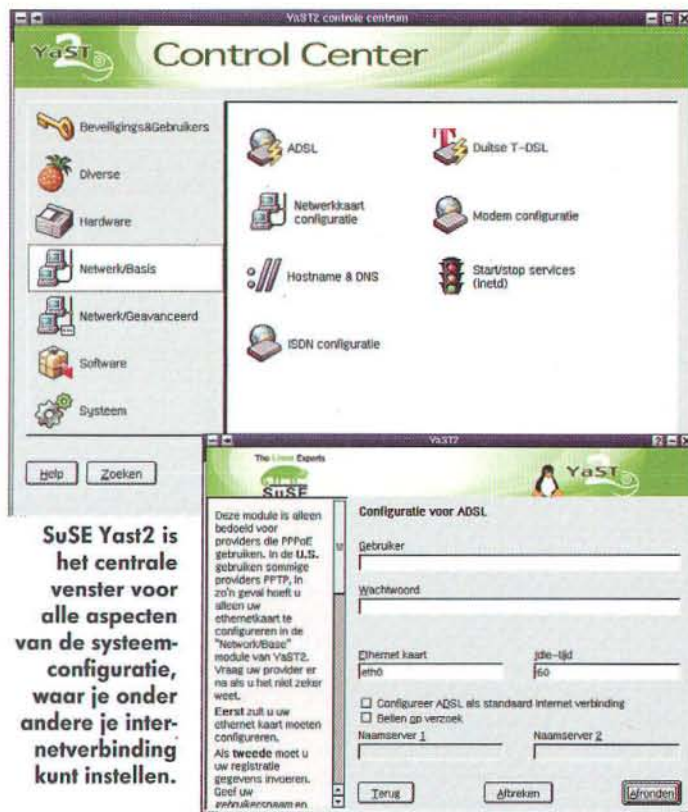 YaST2 controle centrum
YaST
2
Control Center
Beveiligings&Gebruikers
Diverse
Hardware
Netwerk/Basis
Netwerk/Geavanceerd
Software
Systeem
Help
Zoeken
ADSL
Duitse T-DSL
Netwerkkaart
configuratie
Modem configuratie
Hostname & DNS
Start/stop services
(inetd)
ISDN configuratie
YaST2
The Linux Experts
SuSE
YaST
2
Deze module is alleen
bedoeld voor
providers die PPPoE
gebruiken. In de U.S.
gebruiken sommige
providers PPTP, in
zo'n geval hoeft u
alleen uw
ethernetkaart te
configureren in de
"Network/Base"
module van YaST2.
Vraag uw provider er
na als u het niet zeker
weet.
Eerst zult u uw
ethernet kaart moeten
configureren.
Als tweede moet u
uw registratie
gegevens invoeren.
Geef uw
gebruikersnaam en
Configuratie voor ADSL
Gebruiker
Wachtwoord
Ethernet kaart
eth0
Idle-tijd
60
Configureer ADSL als standaard internet verbinding
Bellen op verzoek
Naamserver 1
Naamserver 2
Terug
Afbreken
Afronden
SuSE Yast2 is
het centrale
venster voor
alle aspecten
van de systeem-
configuratie,
waar je onder
andere je inter-
netverbinding
kunt instellen.